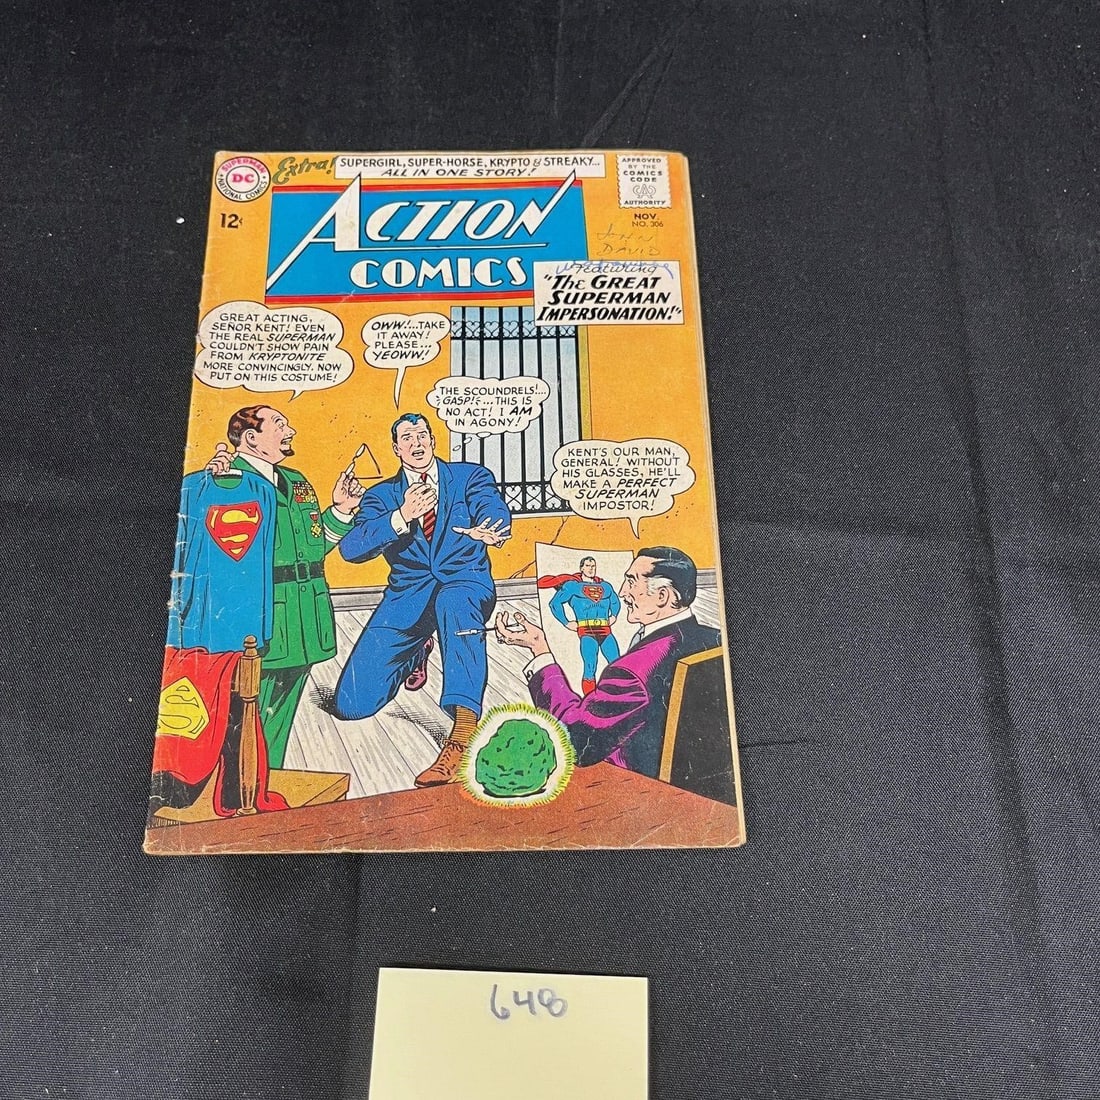 SUPERMAN
DC
NATIONAL COMICS
Extra!
SUPERGIRL, SUPER-HORSE, KRYPTO & STREAKY...
ALL IN ONE STORY!
APPROVED
BY THE
COMICS
CODE
CA
AUTHORITY
12¢
ACTION
COMICS
NOV.
NO. 306
DAVID
Featuring
"The GREAT
SUPERMAN
IMPERSONATION!"
GREAT ACTING,
SEÑOR KENT! EVEN
THE REAL SUPERMAN
COULDN'T SHOW PAIN
FROM KRYPTONITE
MORE CONVINCINGLY. NOW
PUT ON THIS COSTUME!
OWW!...TAKE
IT AWAY!
PLEASE...
YEOWW!
THE SCOUNDRELS!...
GASP!...THIS IS
NO ACT! I AM
IN AGONY!
KENT'S OUR MAN,
GENERAL! WITHOUT
HIS GLASSES, HE'LL
MAKE A PERFECT
SUPERMAN
IMPOSTOR!
S
S
S
648